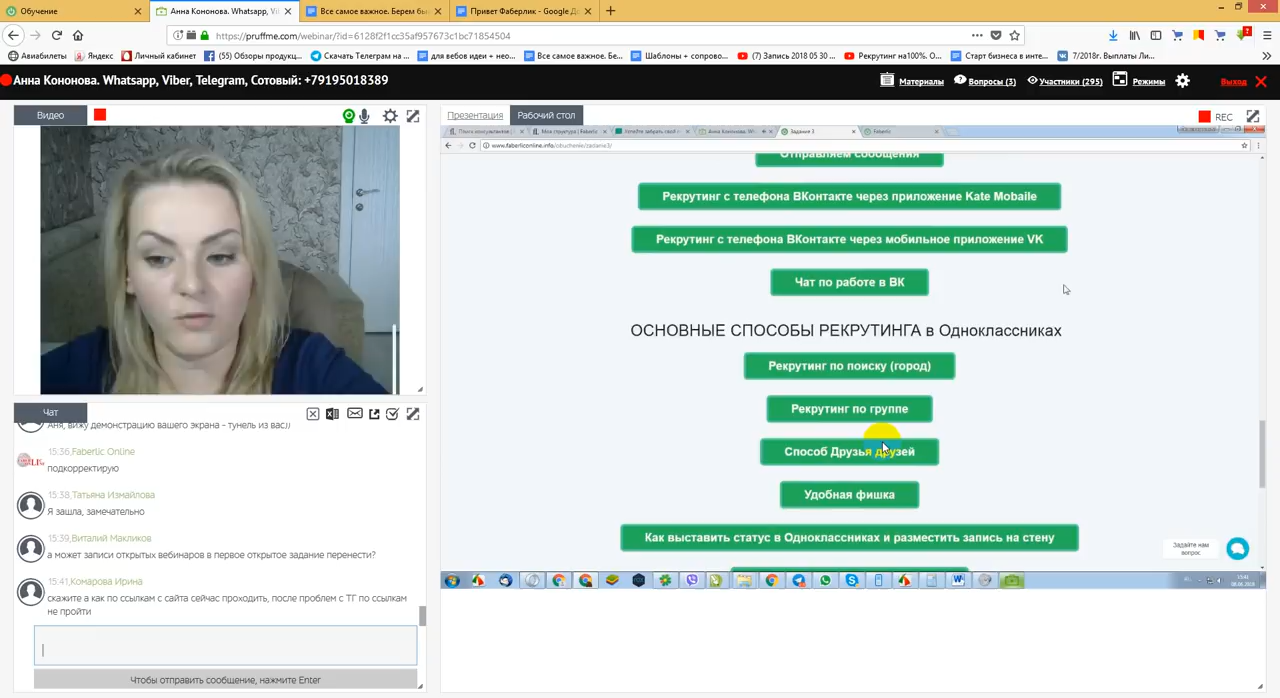 Обучение
Анна Кононова. Whatsapp, Vi
Все самое важное. Берем бы
Привет Фаберлик - Google Д
https://pruffme.com/webinar/?id=6128f2f1cc35af957673c1bc71854504
Авиабилеты
Яндекс
Личный кабинет
(55) Обзоры посещ...
Скачать Телеграм на ...
для вебов идеи + нео...
Все самое важное. Бе...
Шаблоны + сопрово...
(7) Запись 2018 05 30 ...
Рекрутинг на100%. О...
Старт бизнеса в инте...
7/2018г. Выплаты Ли...
Анна Кононова. Whatsapp, Viber, Telegram, Сотовый: +79195018389
Материалы
Вопросы (3)
Участники (295)
Режимы
Выход
Видео
Презентация
Рабочий стол
REC
www.faberliconline.info/obuchenie/zadanie3/
Отправляем сообщения
Рекрутинг с телефона ВКонтакте через приложение Kate Mobaile
Рекрутинг с телефона ВКонтакте через мобильное приложение VK
Чат по работе в ВК
ОСНОВНЫЕ СПОСОБЫ РЕКРУТИНГА в Одноклассниках
Рекрутинг по поиску (город)
Рекрутинг по группе
Способ Друзья друзей
Удобная фишка
Как выставить статус в Одноклассниках и разместить запись на стену
Задайте нам
вопрос
Чат
Аня, вижу демонстрацию вашего экрана - тунель из вас))
15:36,Faberlic Online
подкорректирую
15:38,Татьяна Измайлова
Я зашла, замечательно
15:39,Виталий Макликов
а может записи открытых вебинаров в первое открытое задание перенести?
15:41,Комарова Ирина
скажите а как по ссылкам с сайта сейчас проходить, после проблем с ТГ по ссылкам
не пройти
Чтобы отправить сообщение, нажмите Enter